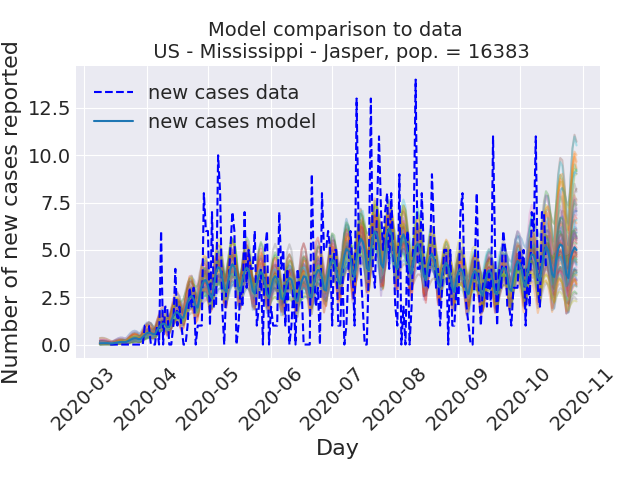 Model comparison to data
US - Mississippi - Jasper, pop. = 16383
Number of new cases reported
12.5
10.0
7.5
5.0
2.5
0.0
new cases data
new cases model
2020-03
2020-04
2020-05
2020-06
2020-07
2020-08
2020-09
2020-10
2020-11
Day